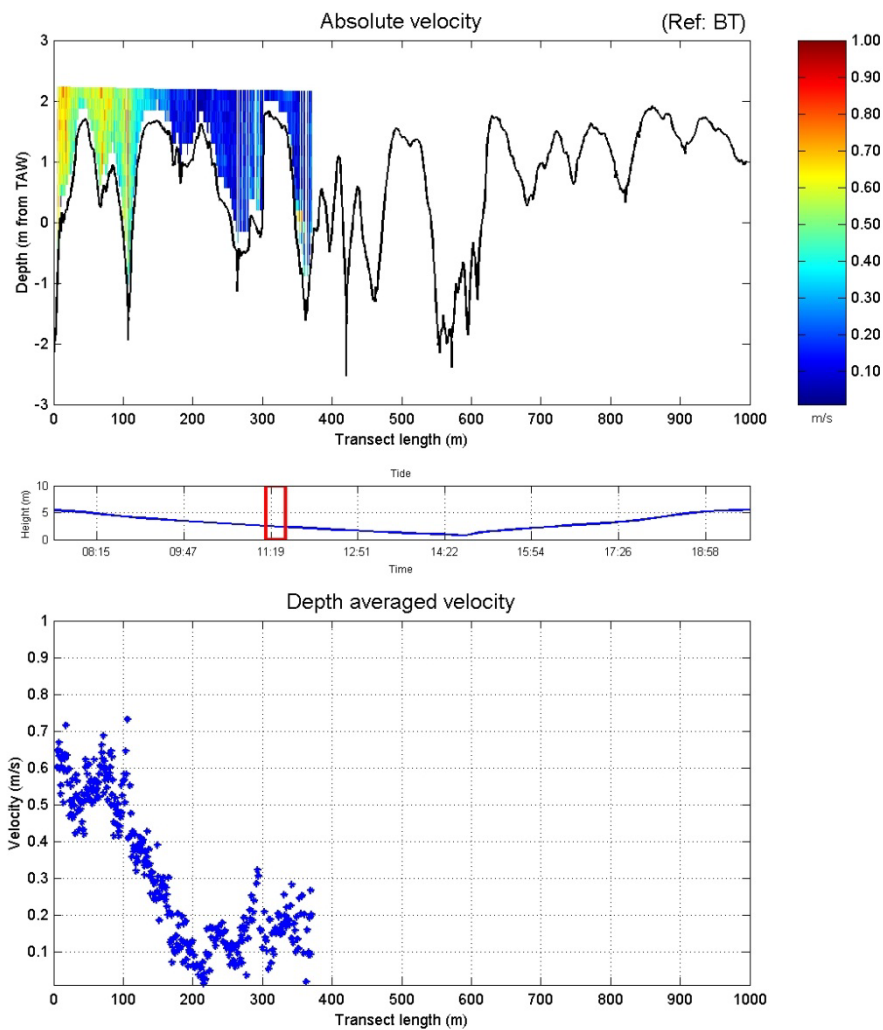 Absolute velocity (Ref: BT)
3
2
1
0
-1
-2
-3
Depth (m from TAW)
0 100 200 300 400 500 600 700 800 900 1000
Transect length (m)
1.00
0.90
0.80
0.70
0.60
0.50
0.40
0.30
0.20
0.10
m/s
Tide
10
5
0
Height (m)
08:15 09:47 11:19 12:51 14:22 15:54 17:26 18:58
Time
Depth averaged velocity
1
0.9
0.8
0.7
0.6
0.5
0.4
0.3
0.2
0.1
Velocity (m/s)
0 100 200 300 400 500 600 700 800 900 1000
Transect length (m)